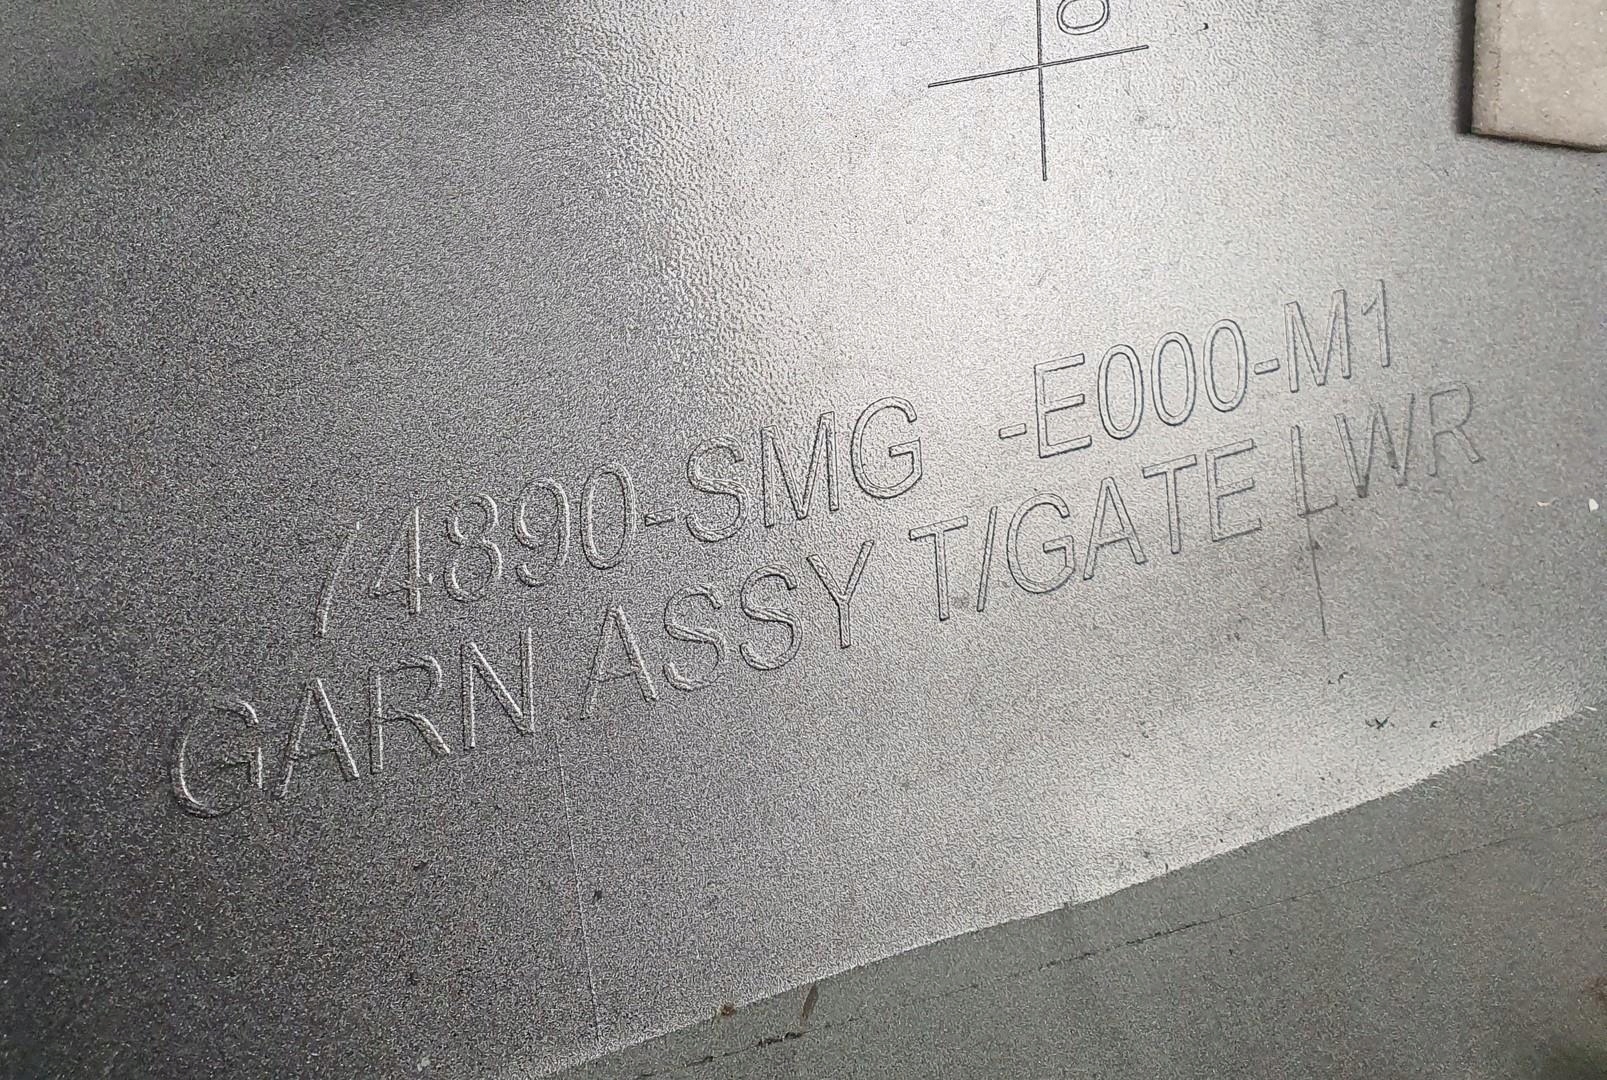 74890-SMG -E000-M1
GARN ASSY T/GATE LWR